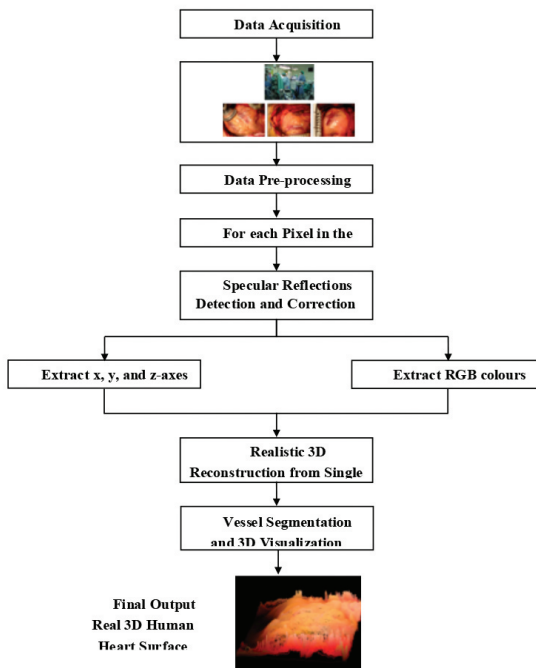 Data Acquisition
Data Pre-processing
For each Pixel in the
Specular Reflections
Detection and Correction
Extract x, y, and z-axes
Extract RGB colours
Realistic 3D
Reconstruction from Single
Vessel Segmentation
and 3D Visualization
Final Output
Real 3D Human
Heart Surface